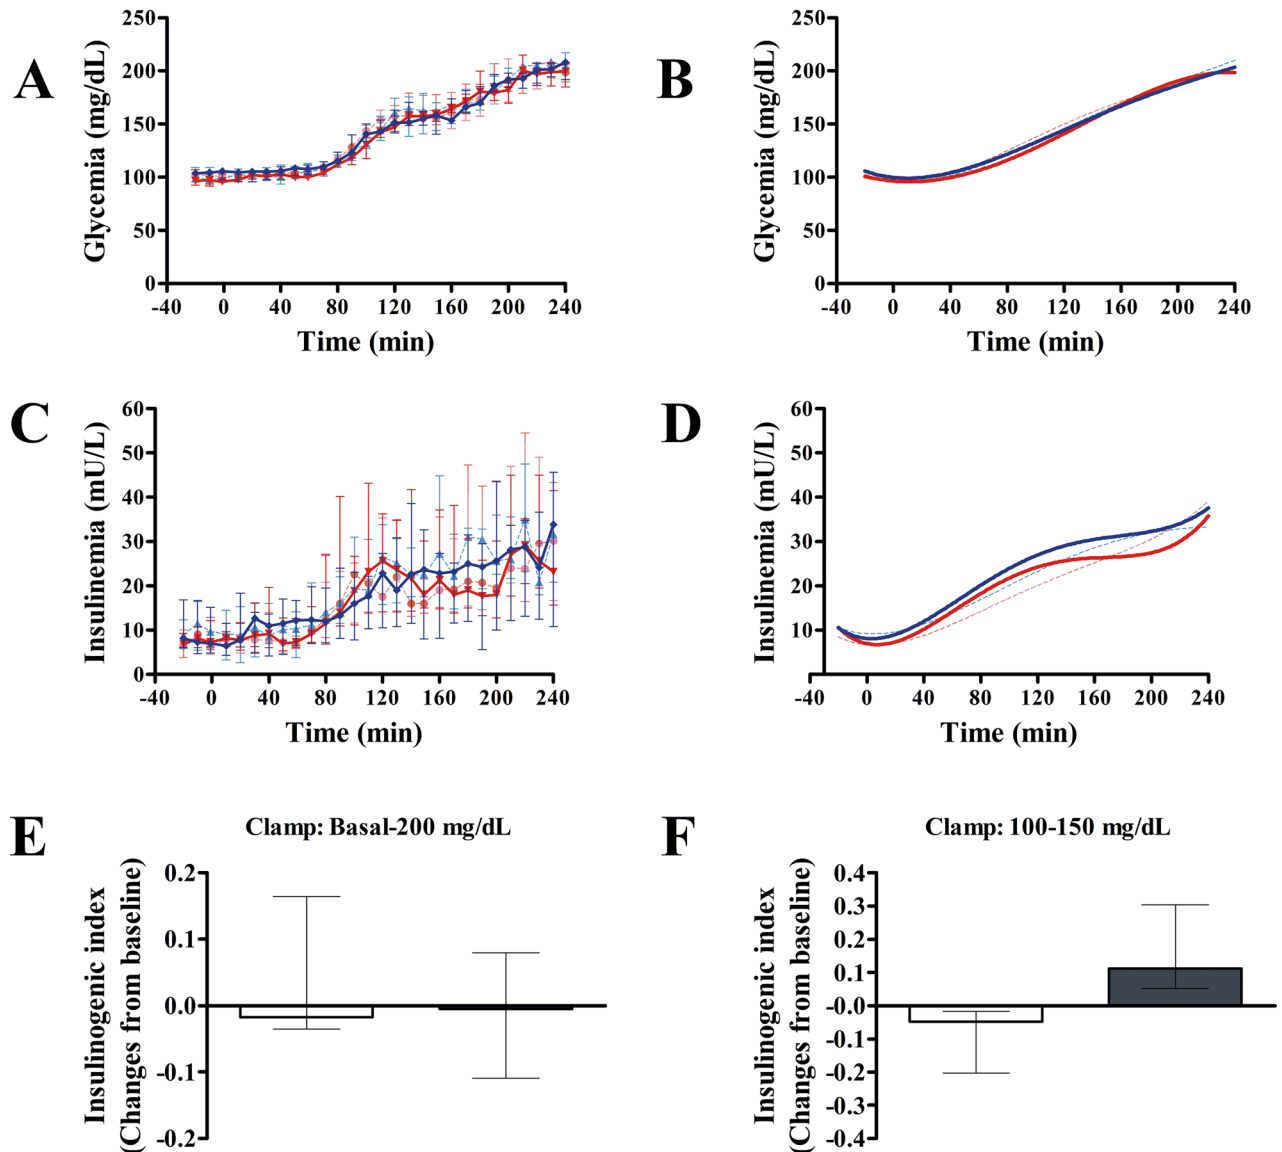 A
Glycemia (mg/dL)
250
200
150
100
50
0
-40 0 40 80 120 160 200 240
Time (min)
B
Glycemia (mg/dL)
250
200
150
100
50
0
-40 0 40 80 120 160 200 240
Time (min)
C
Insulinemia (mU/L)
60
50
40
30
20
10
0
-40 0 40 80 120 160 200 240
Time (min)
D
Insulinemia (mU/L)
60
50
40
30
20
10
-40 0 40 80 120 160 200 240
Time (min)
E
Clamp: Basal-200 mg/dL
Insulinogenic index
(Changes from baseline)
0.2
0.1
0.0
-0.1
-0.2
F
Clamp: 100-150 mg/dL
Insulinogenic index
(Changes from baseline)
0.4
0.3
0.2
0.1
-0.0
-0.1
-0.2
-0.3
-0.4